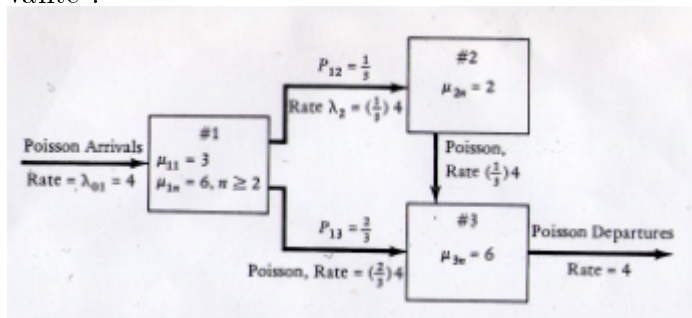 P₁₂ = 1/3
#2
μ₂ₙ = 2
Rate λ₂ = (1/3) 4
Poisson Arrivals
#1
Rate = λ₀₁ = 4
μ₁₁ = 3
μ₁ₙ = 6, n ≥ 2
Poisson,
Rate (1/3)4
P₁₃ = 2/3
#3
μ₃ₙ = 6
Poisson Departures
Poisson, Rate = (2/3)4
Rate = 4